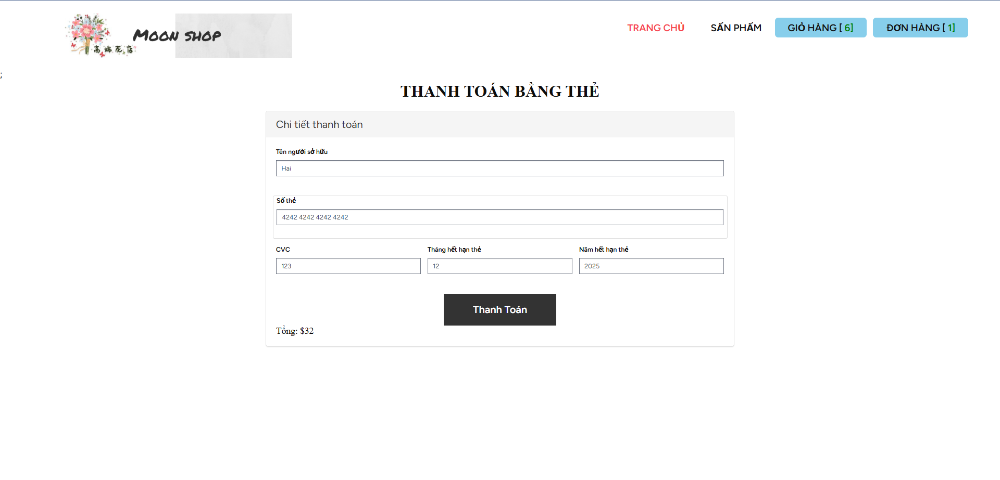 高端花店
MOON SHOP
TRANG CHỦ
SẢN PHẨM
GIỎ HÀNG [ 6]
ĐƠN HÀNG [ 1]
;
THANH TOÁN BẰNG THẺ
Chi tiết thanh toán
Tên người sở hữu
Hai
Số thẻ
4242 4242 4242 4242
CVC
Tháng hết hạn thẻ
Năm hết hạn thẻ
123
12
2025
Thanh Toán
Tổng: $32